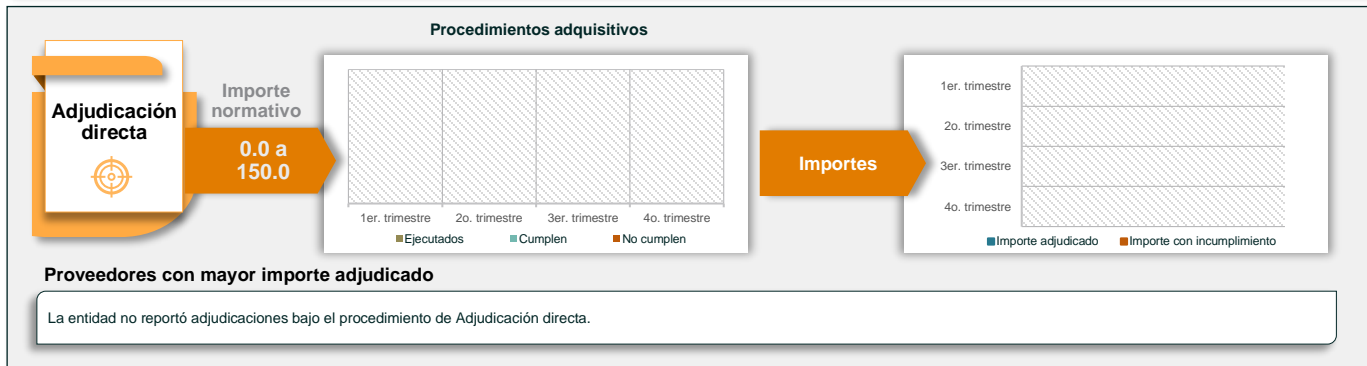 Procedimientos adquisitivos
Adjudicación
directa
Importe
normativo
0.0 a
150.0
1er. trimestre 2o. trimestre 3er. trimestre 4o. trimestre
Ejecutados Cumplen No cumplen
Importes
1er. trimestre
2o. trimestre
3er. trimestre
4o. trimestre
Importe adjudicado Importe con incumplimiento
Proveedores con mayor importe adjudicado
La entidad no reportó adjudicaciones bajo el procedimiento de Adjudicación directa.